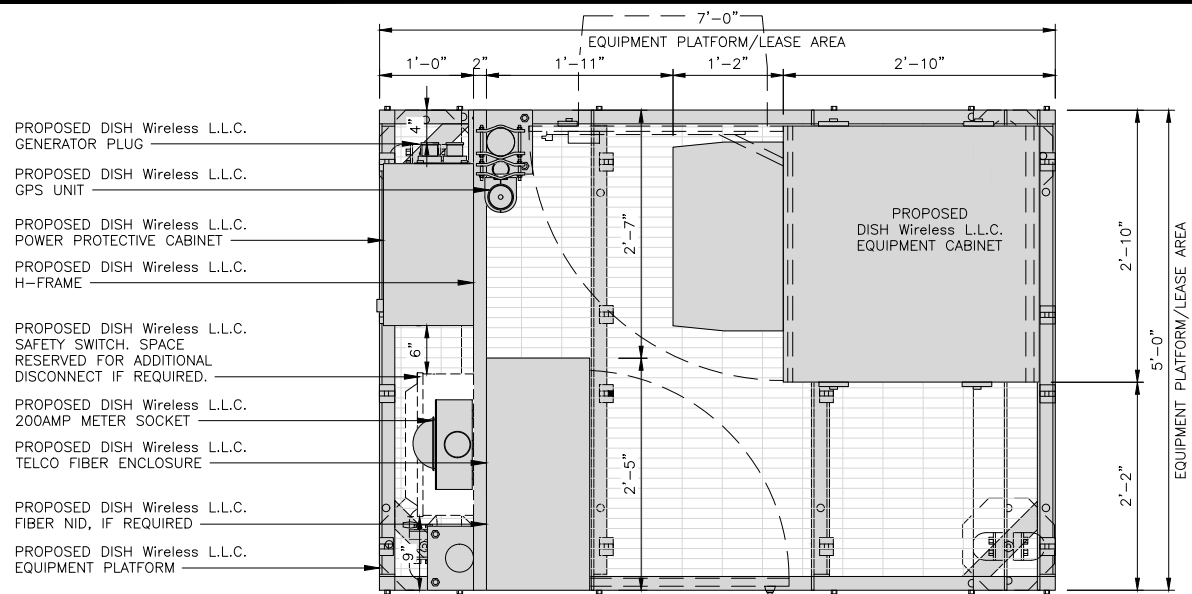 7'-0"
EQUIPMENT PLATFORM/LEASE AREA
1'-0"
2"
1'-11"
1'-2"
2'-10"
PROPOSED DISH Wireless L.L.C.
GENERATOR PLUG
4"
PROPOSED DISH Wireless L.L.C.
GPS UNIT
PROPOSED DISH Wireless L.L.C.
POWER PROTECTIVE CABINET
PROPOSED DISH Wireless L.L.C.
H-FRAME
PROPOSED DISH Wireless L.L.C.
SAFETY SWITCH. SPACE
RESERVED FOR ADDITIONAL
DISCONNECT IF REQUIRED.
PROPOSED DISH Wireless L.L.C.
200AMP METER SOCKET
PROPOSED DISH Wireless L.L.C.
TELCO FIBER ENCLOSURE
PROPOSED DISH Wireless L.L.C.
FIBER NID, IF REQUIRED
PROPOSED DISH Wireless L.L.C.
EQUIPMENT PLATFORM
6"
9"
2'-7"
2'-5"
PROPOSED
DISH Wireless L.L.C.
EQUIPMENT CABINET
2'-10"
2'-2"
5'-0"
EQUIPMENT PLATFORM/LEASE AREA